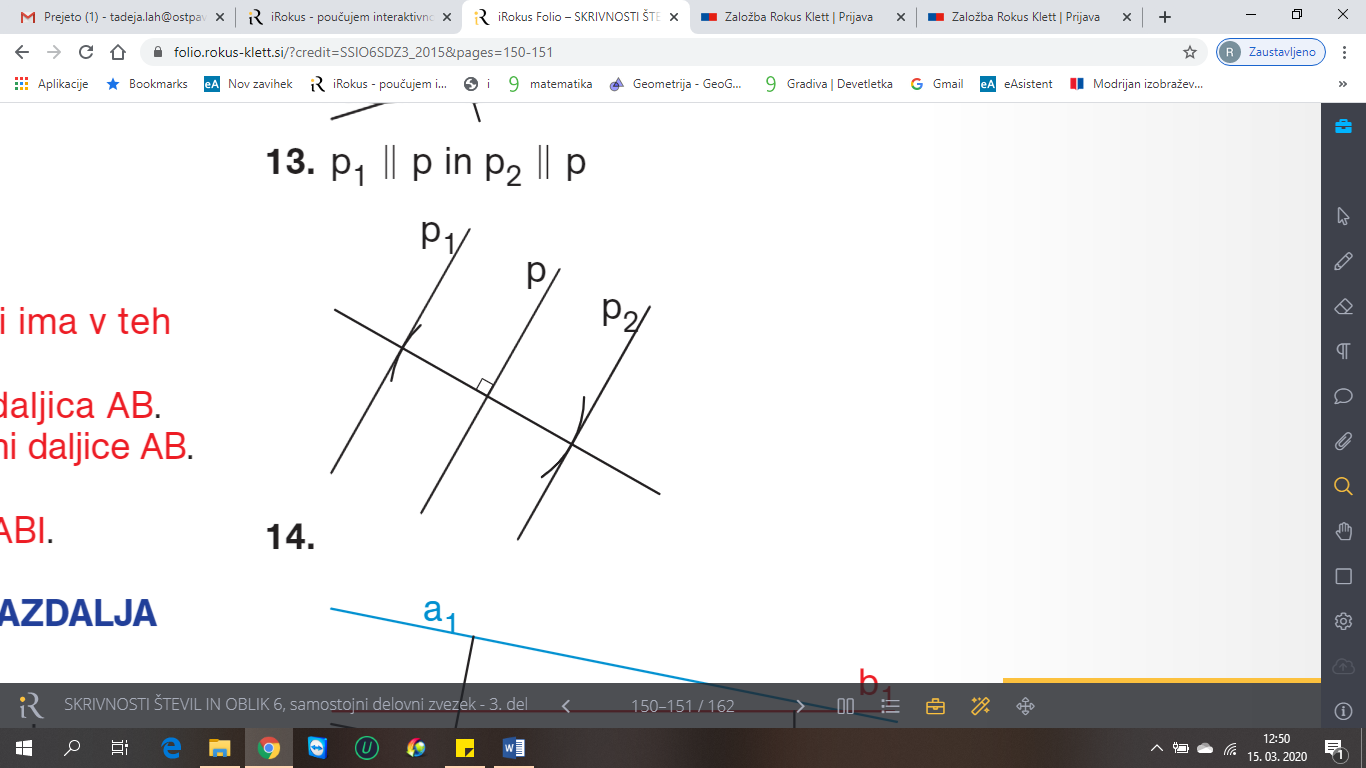 Prejeto (1) - tadeja.lah@ostpav
iRokus - poučujem interaktivno
iRokus Folio – SKRIVNOSTI ŠTE
Založba Rokus Klett | Prijava
Založba Rokus Klett | Prijava
folio.rokus-klett.si/?credit=SSIO6SDZ3_2015&pages=150-151
R Zaustavljeno
Aplikacije
Bookmarks
eA Nov zavihek
iRokus - poučujem i...
i
matematika
Geometrija - GeoG...
Gradiva | Devetletka
Gmail
eA eAsistent
Modrijan izobražev...
»
13. p₁ || p in p₂ || p
p₁
p
p₂
i ima v teh
daljica AB.
ni daljice AB.
ABI.
14.
AZDALJA
a₁
b₁
iR SKRIVNOSTI ŠTEVIL IN OBLIK 6, samostojni delovni zvezek - 3. del
150–151 / 162
12:50
15. 03. 2020
1